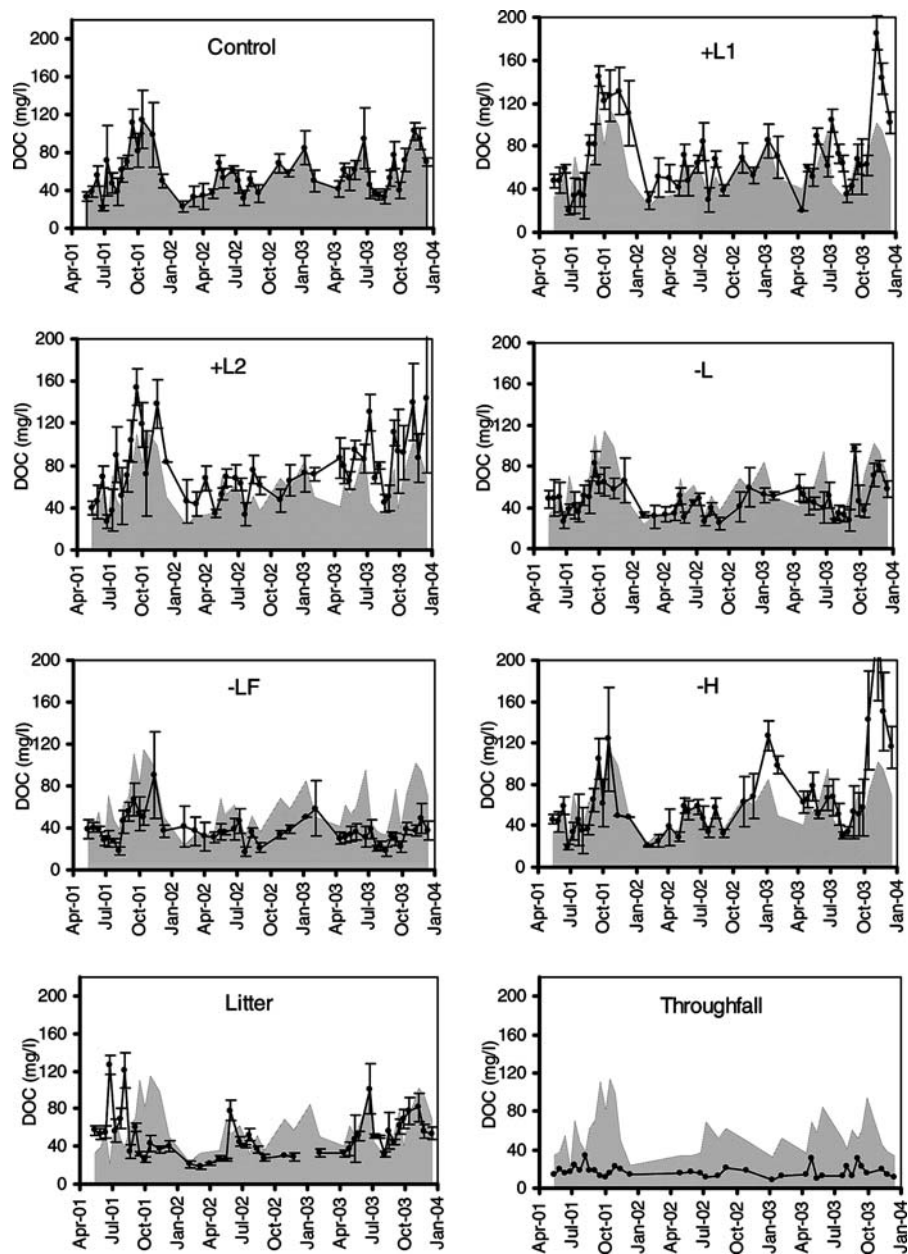 Control
DOC (mg/l)
200
160
120
80
40
0
Apr-01 Jul-01 Oct-01 Jan-02 Apr-02 Jul-02 Oct-02 Jan-03 Apr-03 Jul-03 Oct-03 Jan-04
+L1
DOC (mg/l)
200
160
120
80
40
0
Apr-01 Jul-01 Oct-01 Jan-02 Apr-02 Jul-02 Oct-02 Jan-03 Apr-03 Jul-03 Oct-03 Jan-04
+L2
DOC (mg/l)
200
160
120
80
40
0
Apr-01 Jul-01 Oct-01 Jan-02 Apr-02 Jul-02 Oct-02 Jan-03 Apr-03 Jul-03 Oct-03 Jan-04
-L
DOC (mg/l)
200
160
120
80
40
0
Apr-01 Jul-01 Oct-01 Jan-02 Apr-02 Jul-02 Oct-02 Jan-03 Apr-03 Jul-03 Oct-03 Jan-04
-LF
DOC (mg/l)
200
160
120
80
40
0
Apr-01 Jul-01 Oct-01 Jan-02 Apr-02 Jul-02 Oct-02 Jan-03 Apr-03 Jul-03 Oct-03 Jan-04
-H
DOC (mg/l)
200
160
120
80
40
0
Apr-01 Jul-01 Oct-01 Jan-02 Apr-02 Jul-02 Oct-02 Jan-03 Apr-03 Jul-03 Oct-03 Jan-04
Litter
DOC (mg/l)
200
160
120
80
40
0
Apr-01 Jul-01 Oct-01 Jan-02 Apr-02 Jul-02 Oct-02 Jan-03 Apr-03 Jul-03 Oct-03 Jan-04
Throughfall
DOC (mg/l)
200
160
120
80
40
0
Apr-01 Jul-01 Oct-01 Jan-02 Apr-02 Jul-02 Oct-02 Jan-03 Apr-03 Jul-03 Oct-03 Jan-04